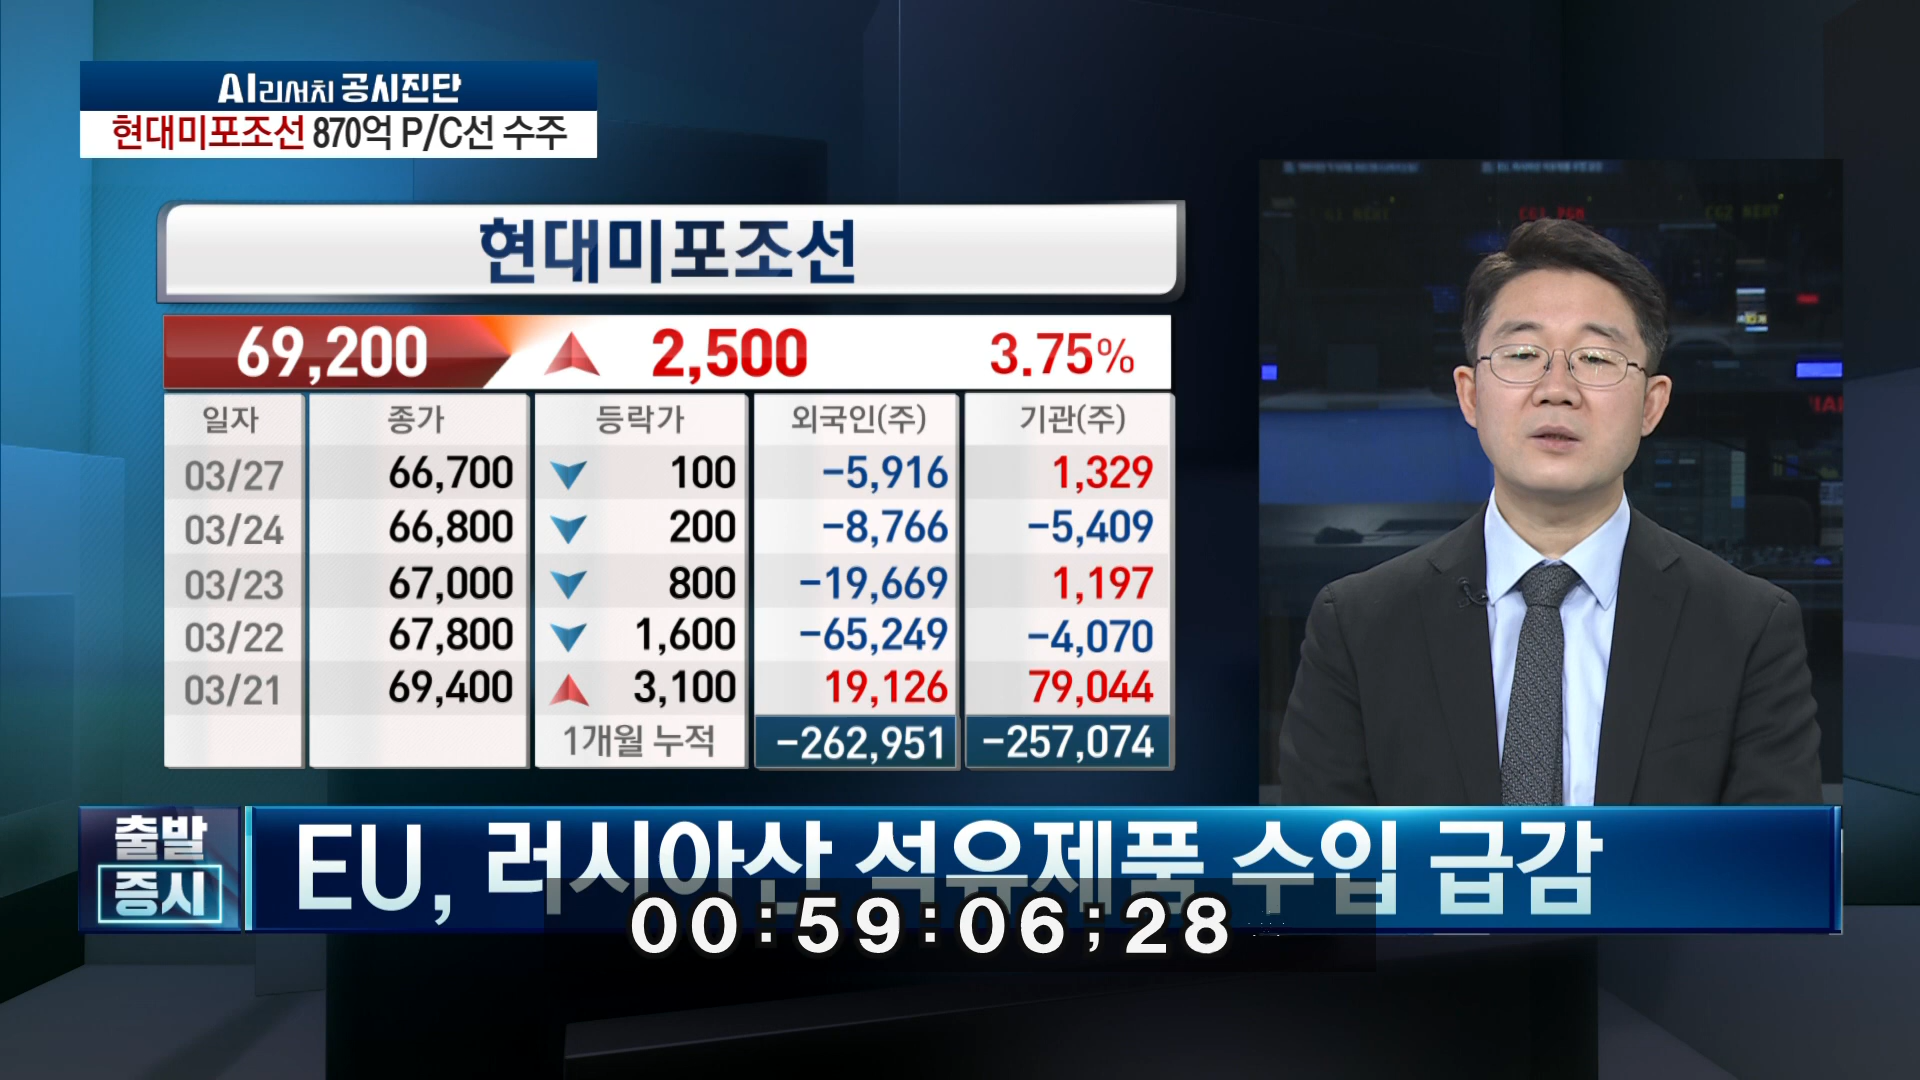 AI리서치 공시진단
현대미포조선 870억 P/C선 수주
현대미포조선
69,200 ▲ 2,500 3.75%
일자 종가 등락가 외국인(주) 기관(주)
03/27 66,700 ▼ 100 -5,916 1,329
03/24 66,800 ▼ 200 -8,766 -5,409
03/23 67,000 ▼ 800 -19,669 1,197
03/22 67,800 ▼ 1,600 -65,249 -4,070
03/21 69,400 ▲ 3,100 19,126 79,044
1개월 누적 -262,951 -257,074
출발
증시
EU, 러시아산 석유제품 수입 급감
00:59:06;28